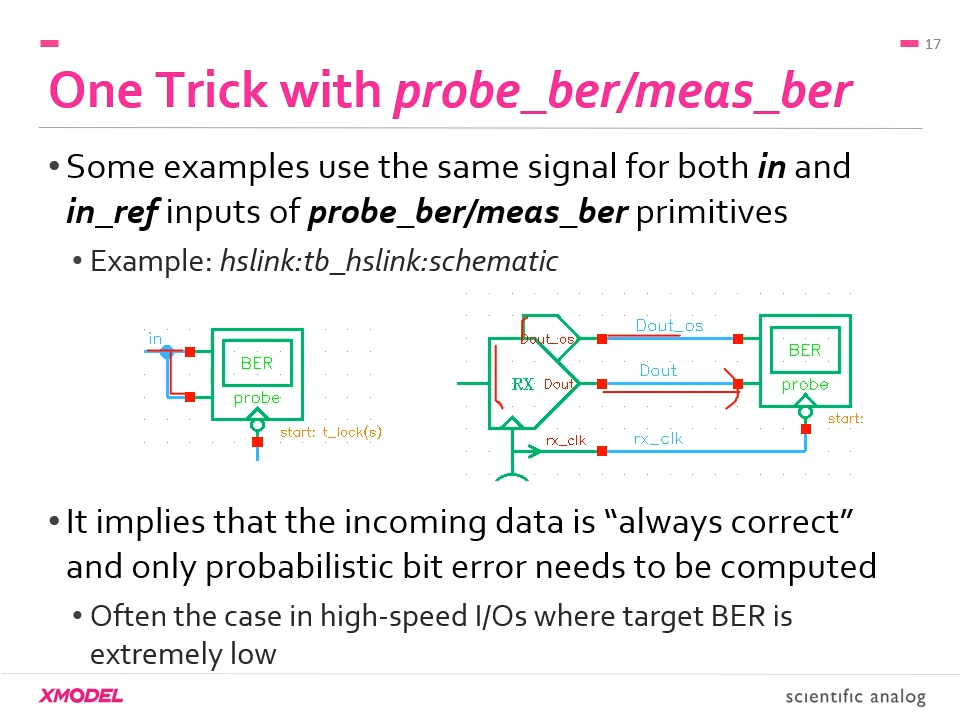 17
One Trick with probe_ber/meas_ber
• Some examples use the same signal for both in and
in_ref inputs of probe_ber/meas_ber primitives
• Example: hslink:tb_hslink:schematic
in
BER
probe
start: t_lock(s)
Dout_os
Dout_os
RX
Dout
Dout
BER
probe
start:
rx_clk
rx_clk
• It implies that the incoming data is “always correct”
and only probabilistic bit error needs to be computed
• Often the case in high-speed I/Os where target BER is
extremely low
XMODEL
scientific analog